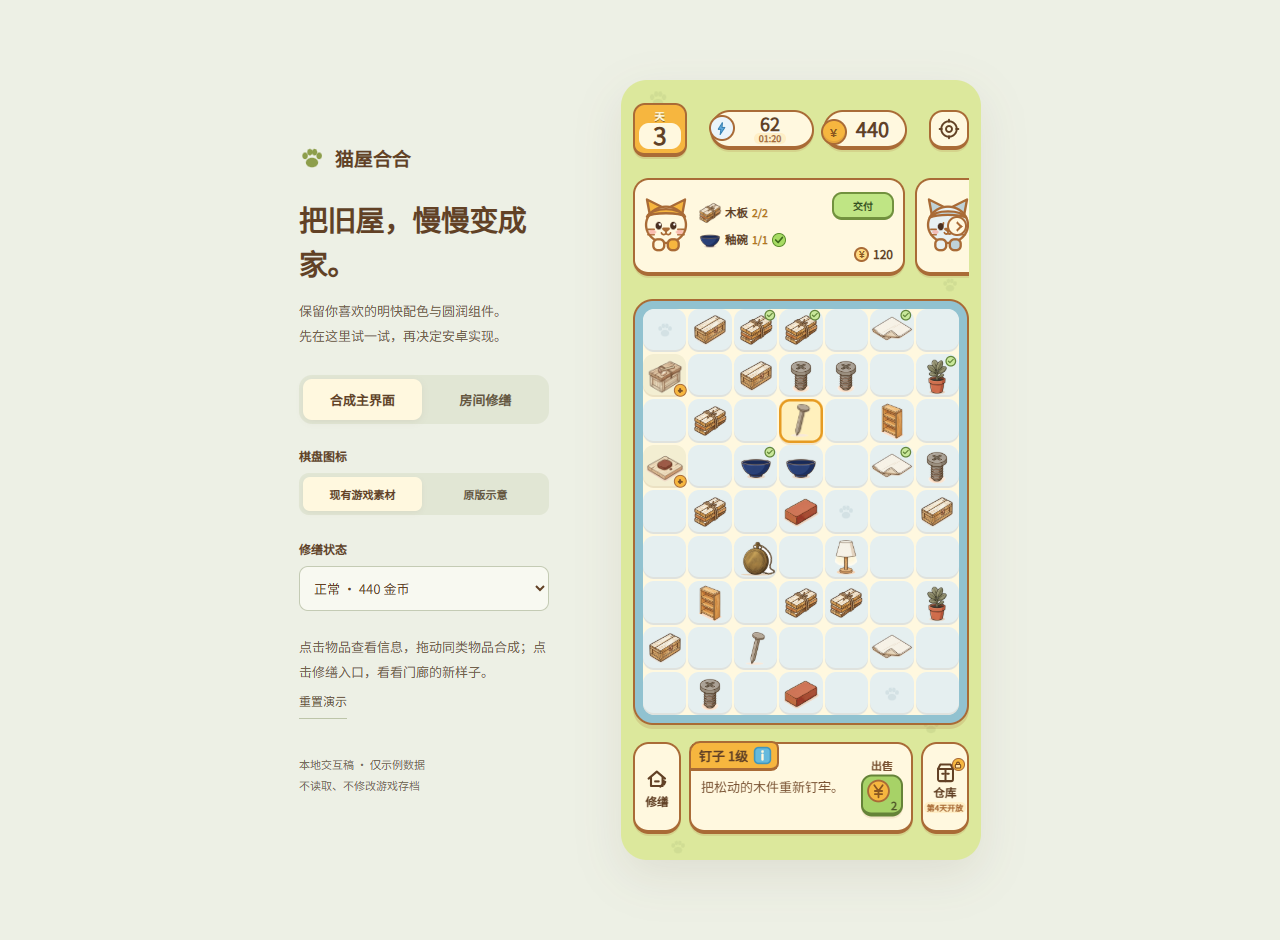 猫屋合合
把旧屋，慢慢变成
家。
保留你喜欢的明快配色与圆润组件。
先在这里试一试，再决定安卓实现。
合成主界面
房间修缮
棋盘图标
现有游戏素材
原版示意
修缮状态
正常 · 440 金币
点击物品查看信息，拖动同类物品合成；点
击修缮入口，看看门廊的新样子。
重置演示
本地交互稿 · 仅示例数据
不读取、不修改游戏存档
天
3
62
01:20
¥
440
木板 2/2
釉碗 1/1
交付
¥ 120
修缮
钉子 1级
i
把松动的木件重新钉牢。
出售
¥
2
仓库
第4天开放